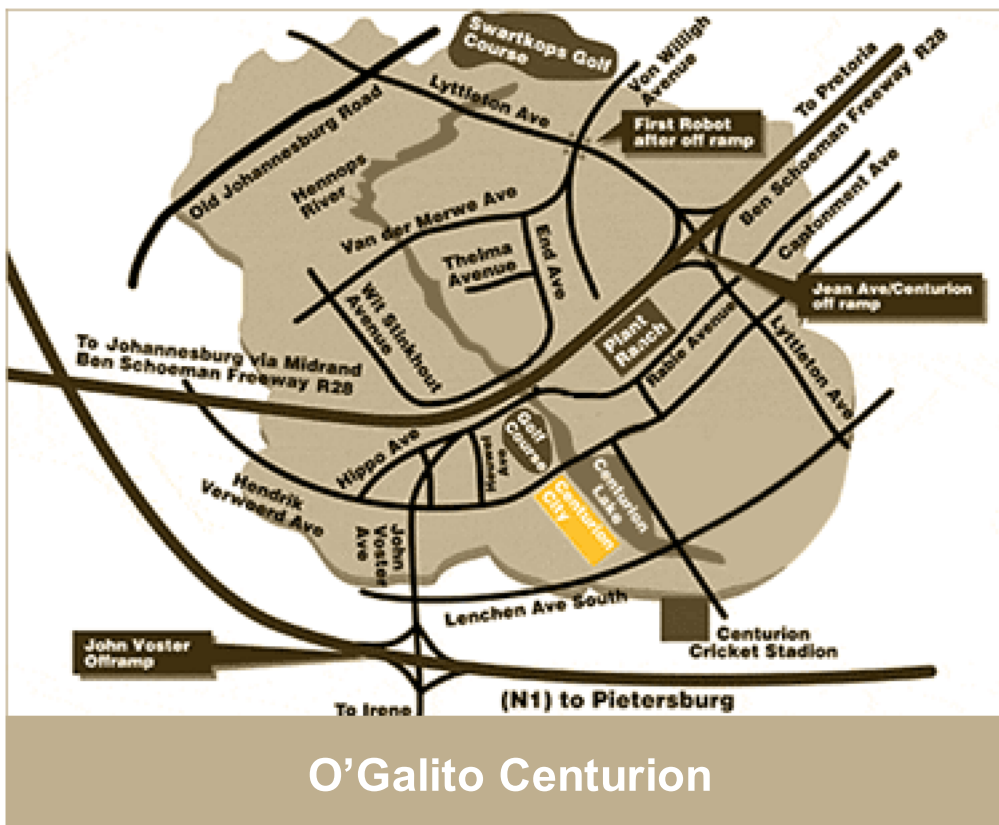 Swartkops Golf
Course
Von Willigh
Avenue
To Pretoria
Ben Schoeman Freeway R28
Lyttleton Ave
First Robot
after off ramp
Old Johannesburg Road
Hennops
River
Van der Merwe Ave
Cantonment Ave
Thelma
Avenue
End Ave
Jean Ave/Centurion
off ramp
Wit Stinkhout
Avenue
Plant
Ranch
Rabie Avenue
Lyttleton Ave
To Johannesburg via Midrand
Ben Schoeman Freeway R28
Golf
Course
Hippo Ave
Ave
Hendrik
Verwoerd Ave
Centurion
Lake
Centurion
City
John
Voster
Ave
Lenchen Ave South
Centurion
Cricket Stadion
John Voster
Offramp
(N1) to Pietersburg
To Irene
O’Galito Centurion